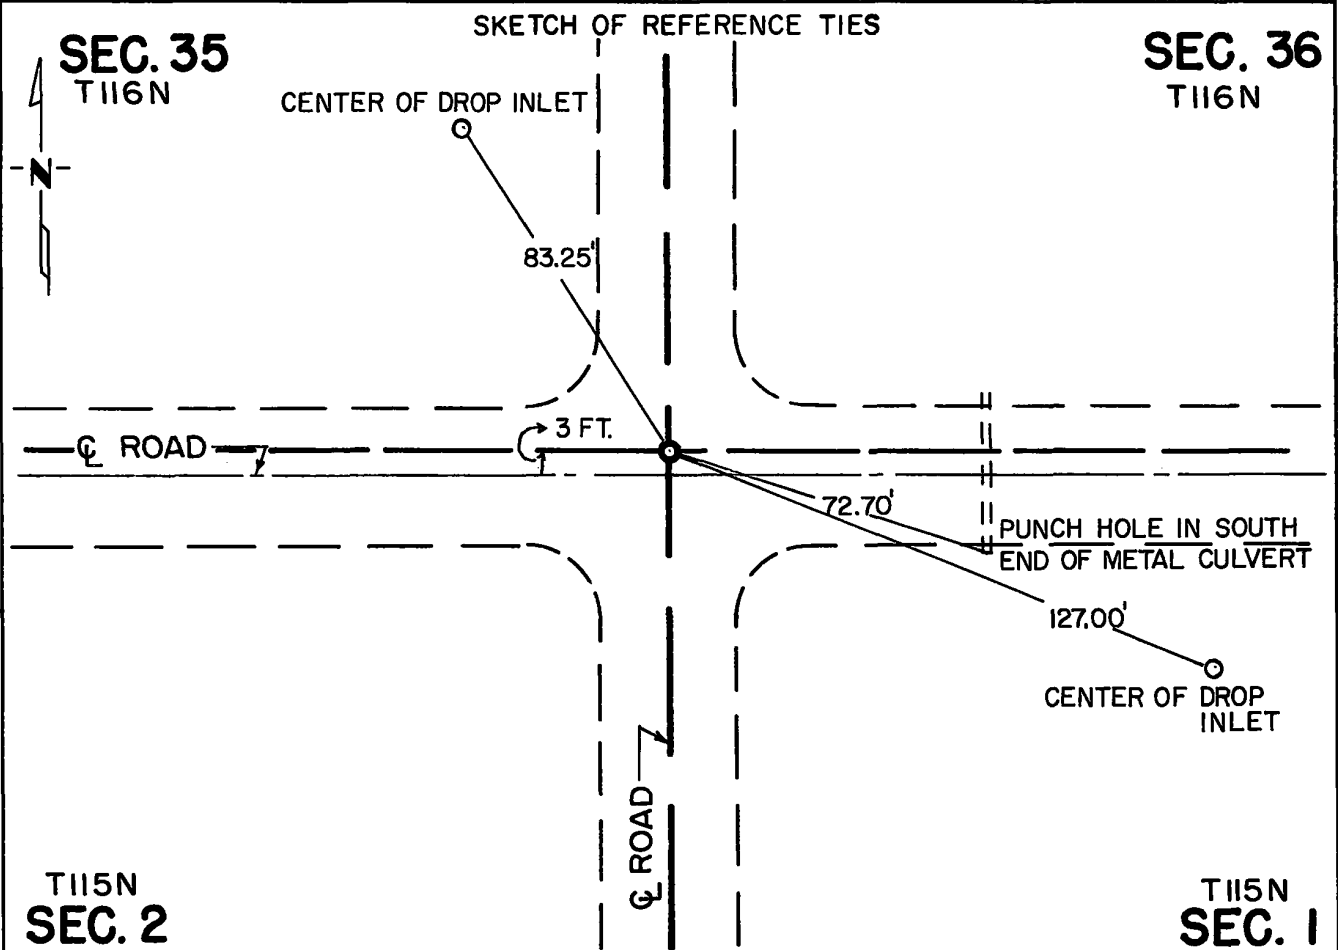 SKETCH OF REFERENCE TIES
SEC. 35
T116N
SEC. 36
T116N
CENTER OF DROP INLET
N
83.25'
3 FT.
℄ ROAD
72.70'
PUNCH HOLE IN SOUTH
END OF METAL CULVERT
127.00'
CENTER OF DROP
INLET
℄ ROAD
T115N
SEC. 2
T115N
SEC. 1